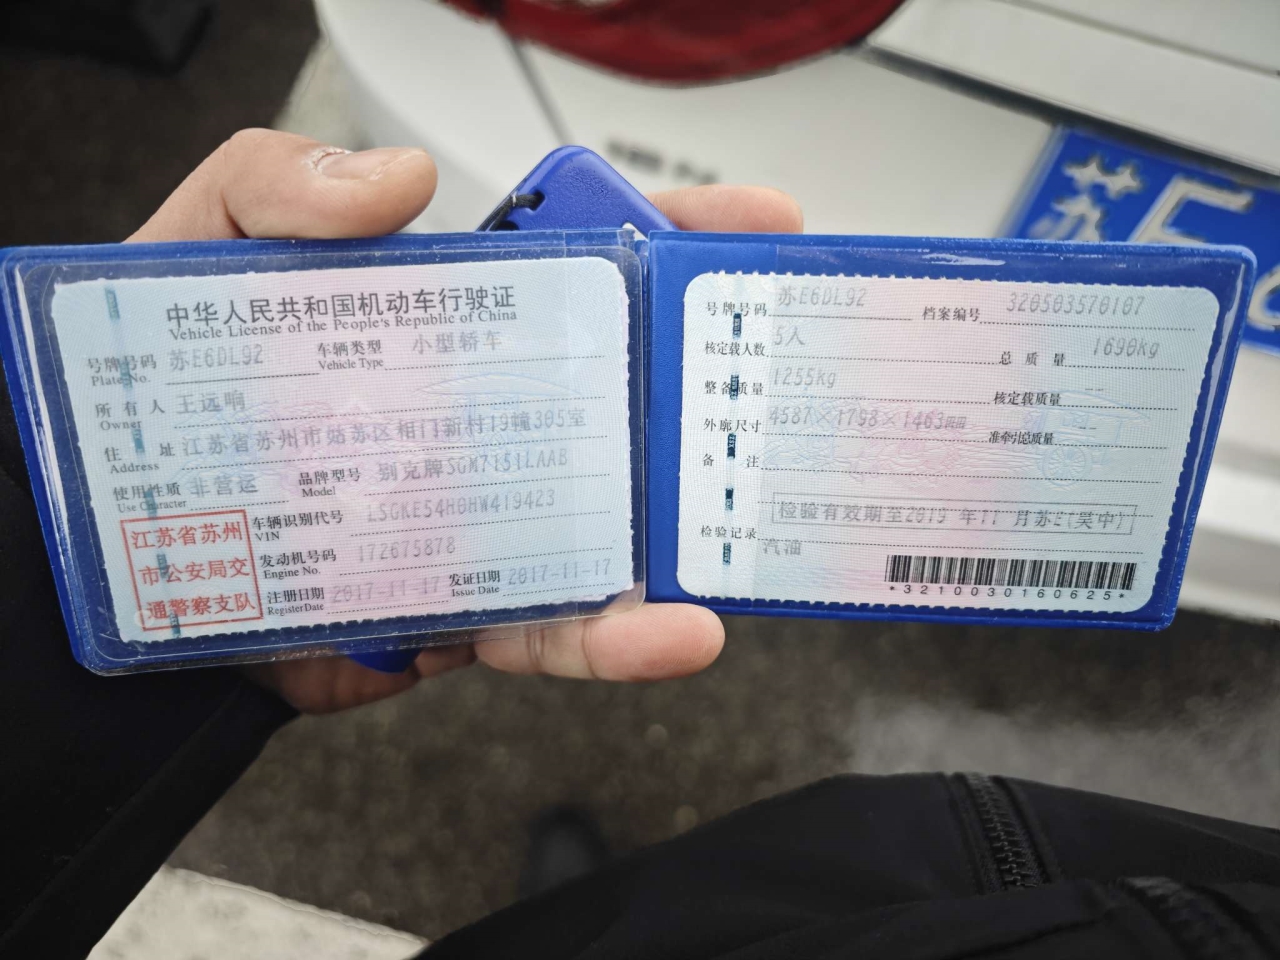 中华人民共和国机动车行驶证
Vehicle License of the People's Republic of China
号牌号码 苏E6DL92 车辆类型 小型轿车
Plate No. Vehicle Type
所有人 王远响
Owner
住址 江苏省苏州市姑苏区相门新村19幢305室
Address
使用性质 非营运 品牌型号 别克牌SGM7151LAAB
Use Character Model
江苏省苏州
市公安局交
通警察支队
车辆识别代号 LSGKE54H8HW419423
VIN
发动机号码 172675878
Engine No.
注册日期 2017-11-17 发证日期 2017-11-17
Register Date Issue Date
号牌号码 苏E6DL92 档案编号 320503570107
核定载人数 5人 总质量 1690kg
整备质量 1255kg 核定载质量 --
外廓尺寸 4587×1798×1463mm 准牵引总质量 --
备注
检验有效期至2019年11月苏E(吴中)
检验记录
汽油
*3210030160625*
苏E